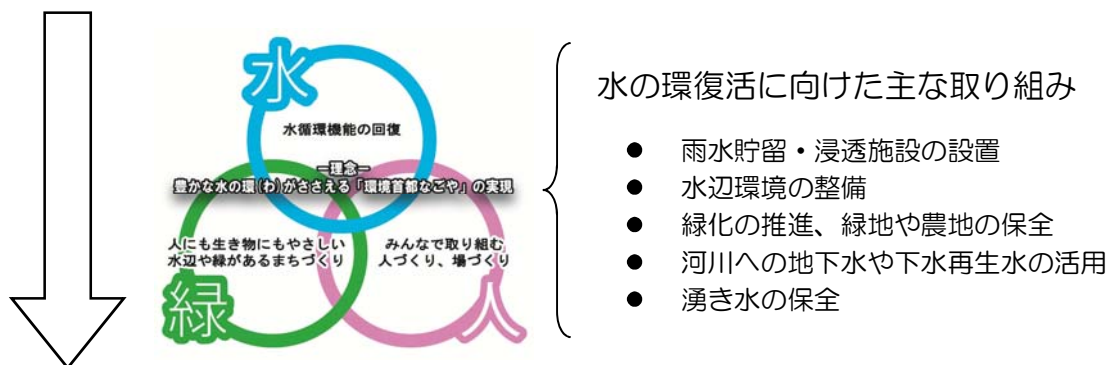 水
水循環機能の回復
―理念―
豊かな水の環(わ)がささえる「環境首都なごや」の実現
人にも生き物にもやさしい
水辺や緑があるまちづくり
緑
みんなで取り組む
人づくり、場づくり
人
水の環復活に向けた主な取り組み
● 雨水貯留・浸透施設の設置
● 水辺環境の整備
● 緑化の推進、緑地や農地の保全
● 河川への地下水や下水再生水の活用
● 湧き水の保全